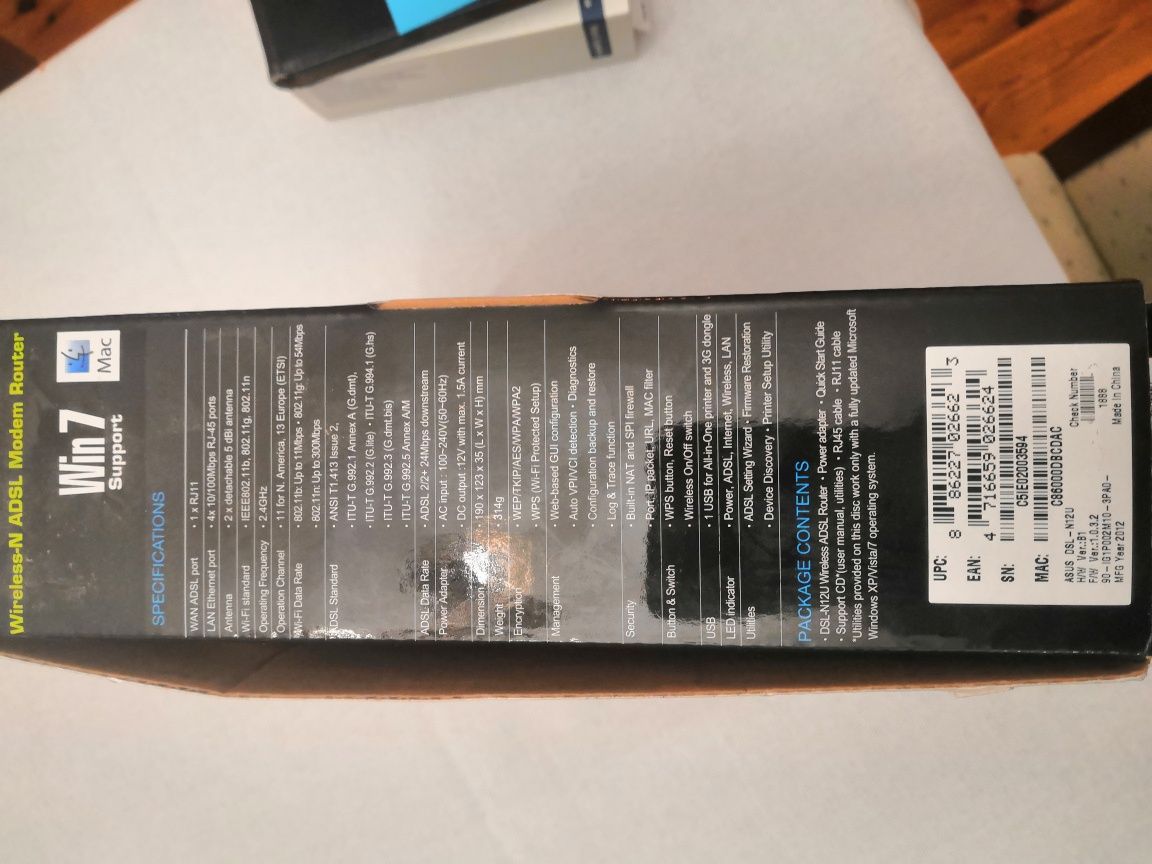 Wireless-N ADSL Modem Router
Win 7
Support
Mac
SPECIFICATIONS
WAN ADSL port • 1 x RJ11
LAN Ethernet port • 4x 10/100Mbps RJ-45 ports
Antenna • 2 x detachable 5 dBi antenna
Wi-Fi standard • IEEE802.11b, 802.11g, 802.11n
Operating Frequency • 2.4GHz
Operation Channel • 11 for N. America, 13 Europe (ETSI)
Wi-Fi Data Rate • 802.11b: Up to 11Mbps • 802.11g: Up to 54Mbps
• 802.11n: Up to 300Mbps
ADSL Standard • ANSI T1.413 Issue 2,
• ITU-T G.992.1 Annex A (G.dmt),
• ITU-T G.992.2 (G.lite) • ITU-T G.994.1 (G.hs)
• ITU-T G.992.3 (G.dmt.bis)
• ITU-T G.992.5 Annex A/M
ADSL Data Rate • ADSL 2/2+ 24Mbps downstream
Power Adapter • AC input : 100~240V(50~60Hz)
• DC output :12V with max. 1.5A current
Dimension • 190 x 123 x 35 (L x W x H) mm
Weight • 314g
Encryption • WEP/TKIP/AES/WPA/WPA2
• WPS (Wi-Fi Protected Setup)
Management • Web-based GUI configuration
• Auto VPI/VCI detection • Diagnostics
• Configuration backup and restore
• Log & Trace function
Security • Built-in NAT and SPI firewall
• Port, IP packet, URL, MAC filter
Button & Switch • WPS button, Reset button
• Wireless On/Off switch
USB • 1 USB for All-in-One printer and 3G dongle
LED indicator • Power, ADSL, Internet, Wireless, LAN
Utilities • ADSL Setting Wizard • Firmware Restoration
• Device Discovery • Printer Setup Utility
PACKAGE CONTENTS
• DSL-N12U Wireless ADSL Router • Power adapter • Quick Start Guide
• Support CD*(user manual, utilities) • RJ45 cable • RJ11 cable
*Utilities provided on this disc work only with a fully updated Microsoft
Windows XP/Vista/7 operating system.
UPC:
8 86227 02662 3
EAN:
4 716659 026624
SN:
C5IE02003594
MAC:
C86000DBCDAC
ASUS DSL-N12U
H/W Ver.:B1
F/W Ver.:1.0.3.2
90-IG1P002M10-3PA0-
MFG Year 2012
Check Number
1688
Made In China